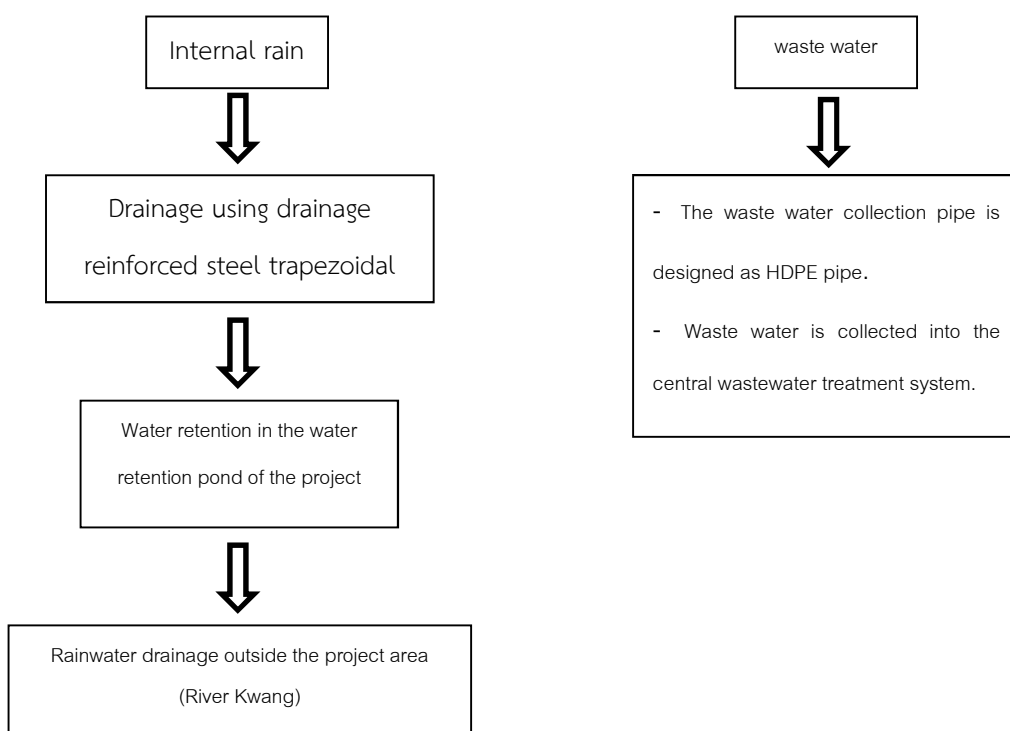 Internal rain
Drainage using drainage
reinforced steel trapezoidal
Water retention in the water
retention pond of the project
Rainwater drainage outside the project area
(River Kwang)
waste water
- The waste water collection pipe is
designed as HDPE pipe.
- Waste water is collected into the
central wastewater treatment system.